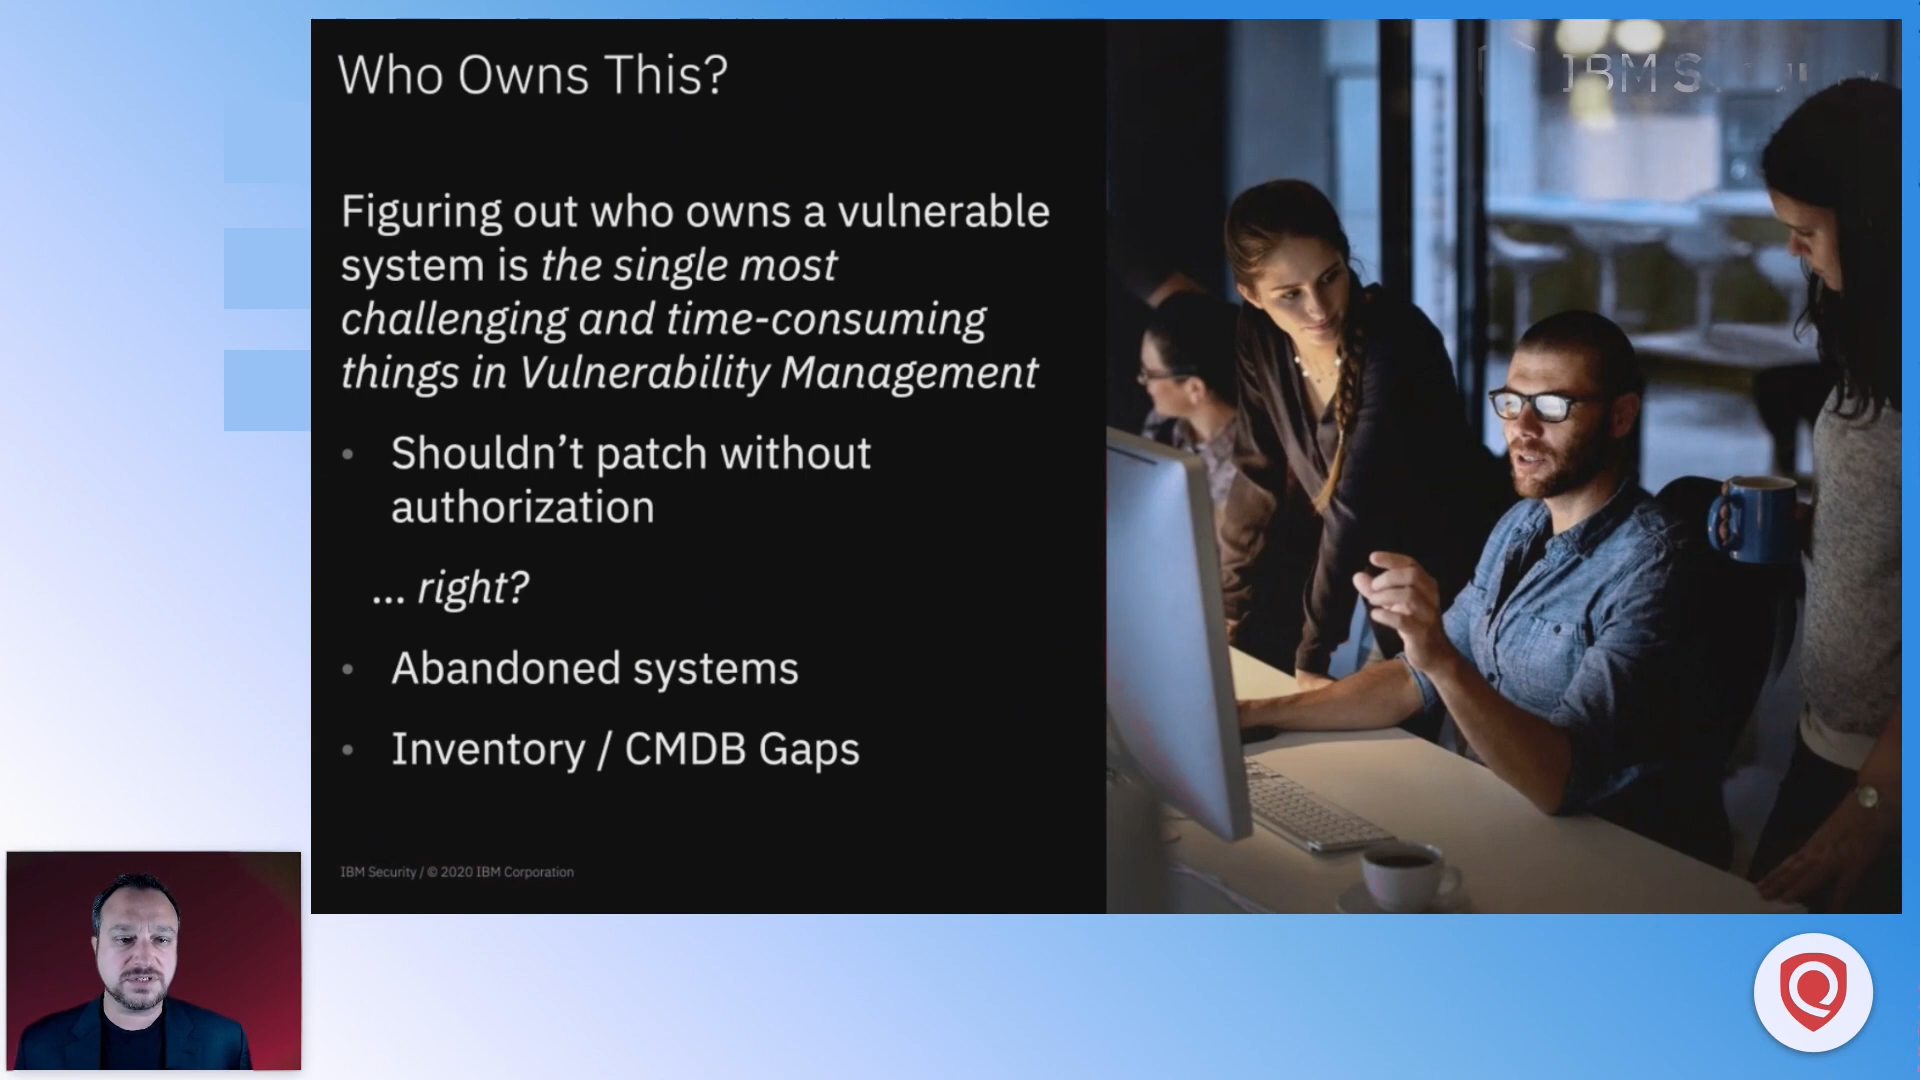 Who Owns This?
Figuring out who owns a vulnerable
system is the single most
challenging and time-consuming
things in Vulnerability Management
• Shouldn’t patch without
authorization
... right?
• Abandoned systems
• Inventory / CMDB Gaps
IBM Security / © 2020 IBM Corporation
IBM